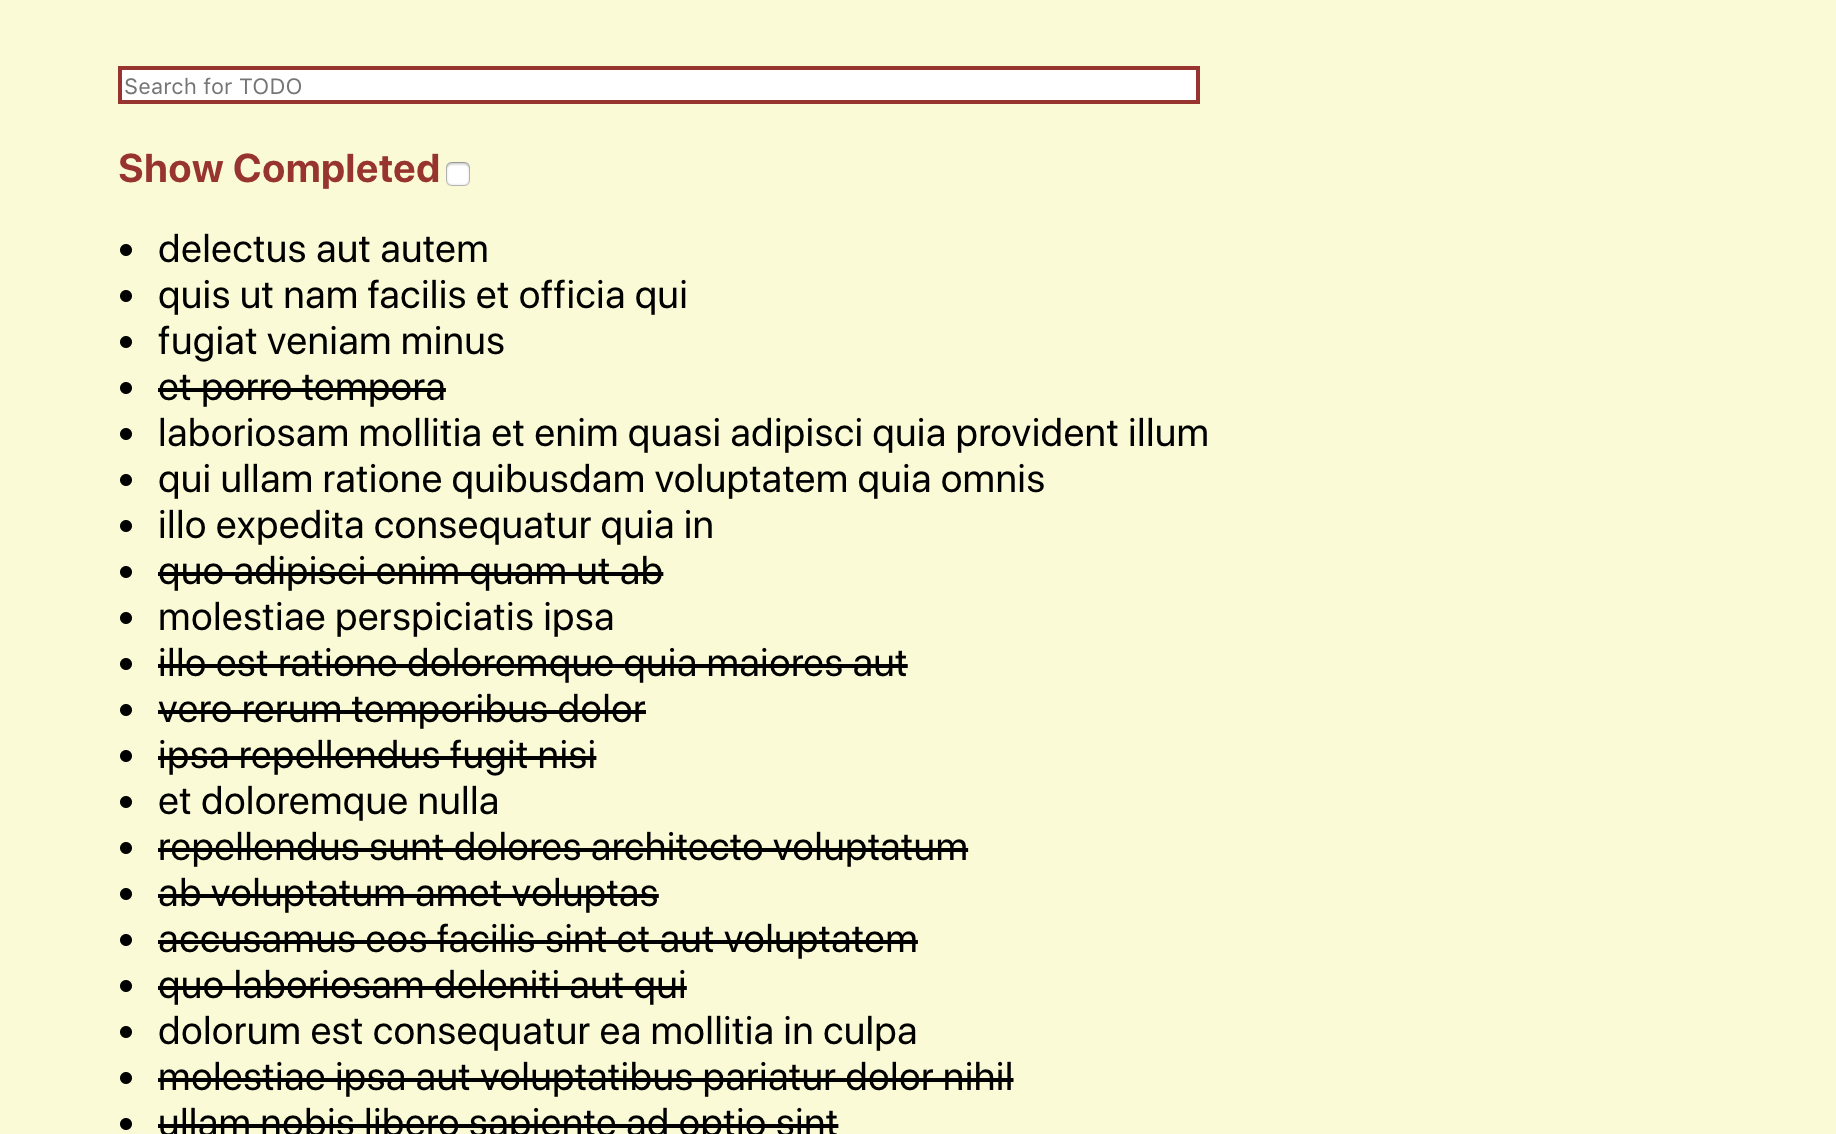 Search for TODO
Show Completed
delectus aut autem
quis ut nam facilis et officia qui
fugiat veniam minus
et porro tempora
laboriosam mollitia et enim quasi adipisci quia provident illum
qui ullam ratione quibusdam voluptatem quia omnis
illo expedita consequatur quia in
quo adipisci enim quam ut ab
molestiae perspiciatis ipsa
illo est ratione doloremque quia maiores aut
vero rerum temporibus dolor
ipsa repellendus fugit nisi
et doloremque nulla
repellendus sunt dolores architecto voluptatum
ab voluptatum amet voluptas
accusamus eos facilis sint et aut voluptatem
quo laboriosam deleniti aut qui
dolorum est consequatur ea mollitia in culpa
molestiae ipsa aut voluptatibus pariatur dolor nihil
ullam nobis libero sapiente ad optio sint